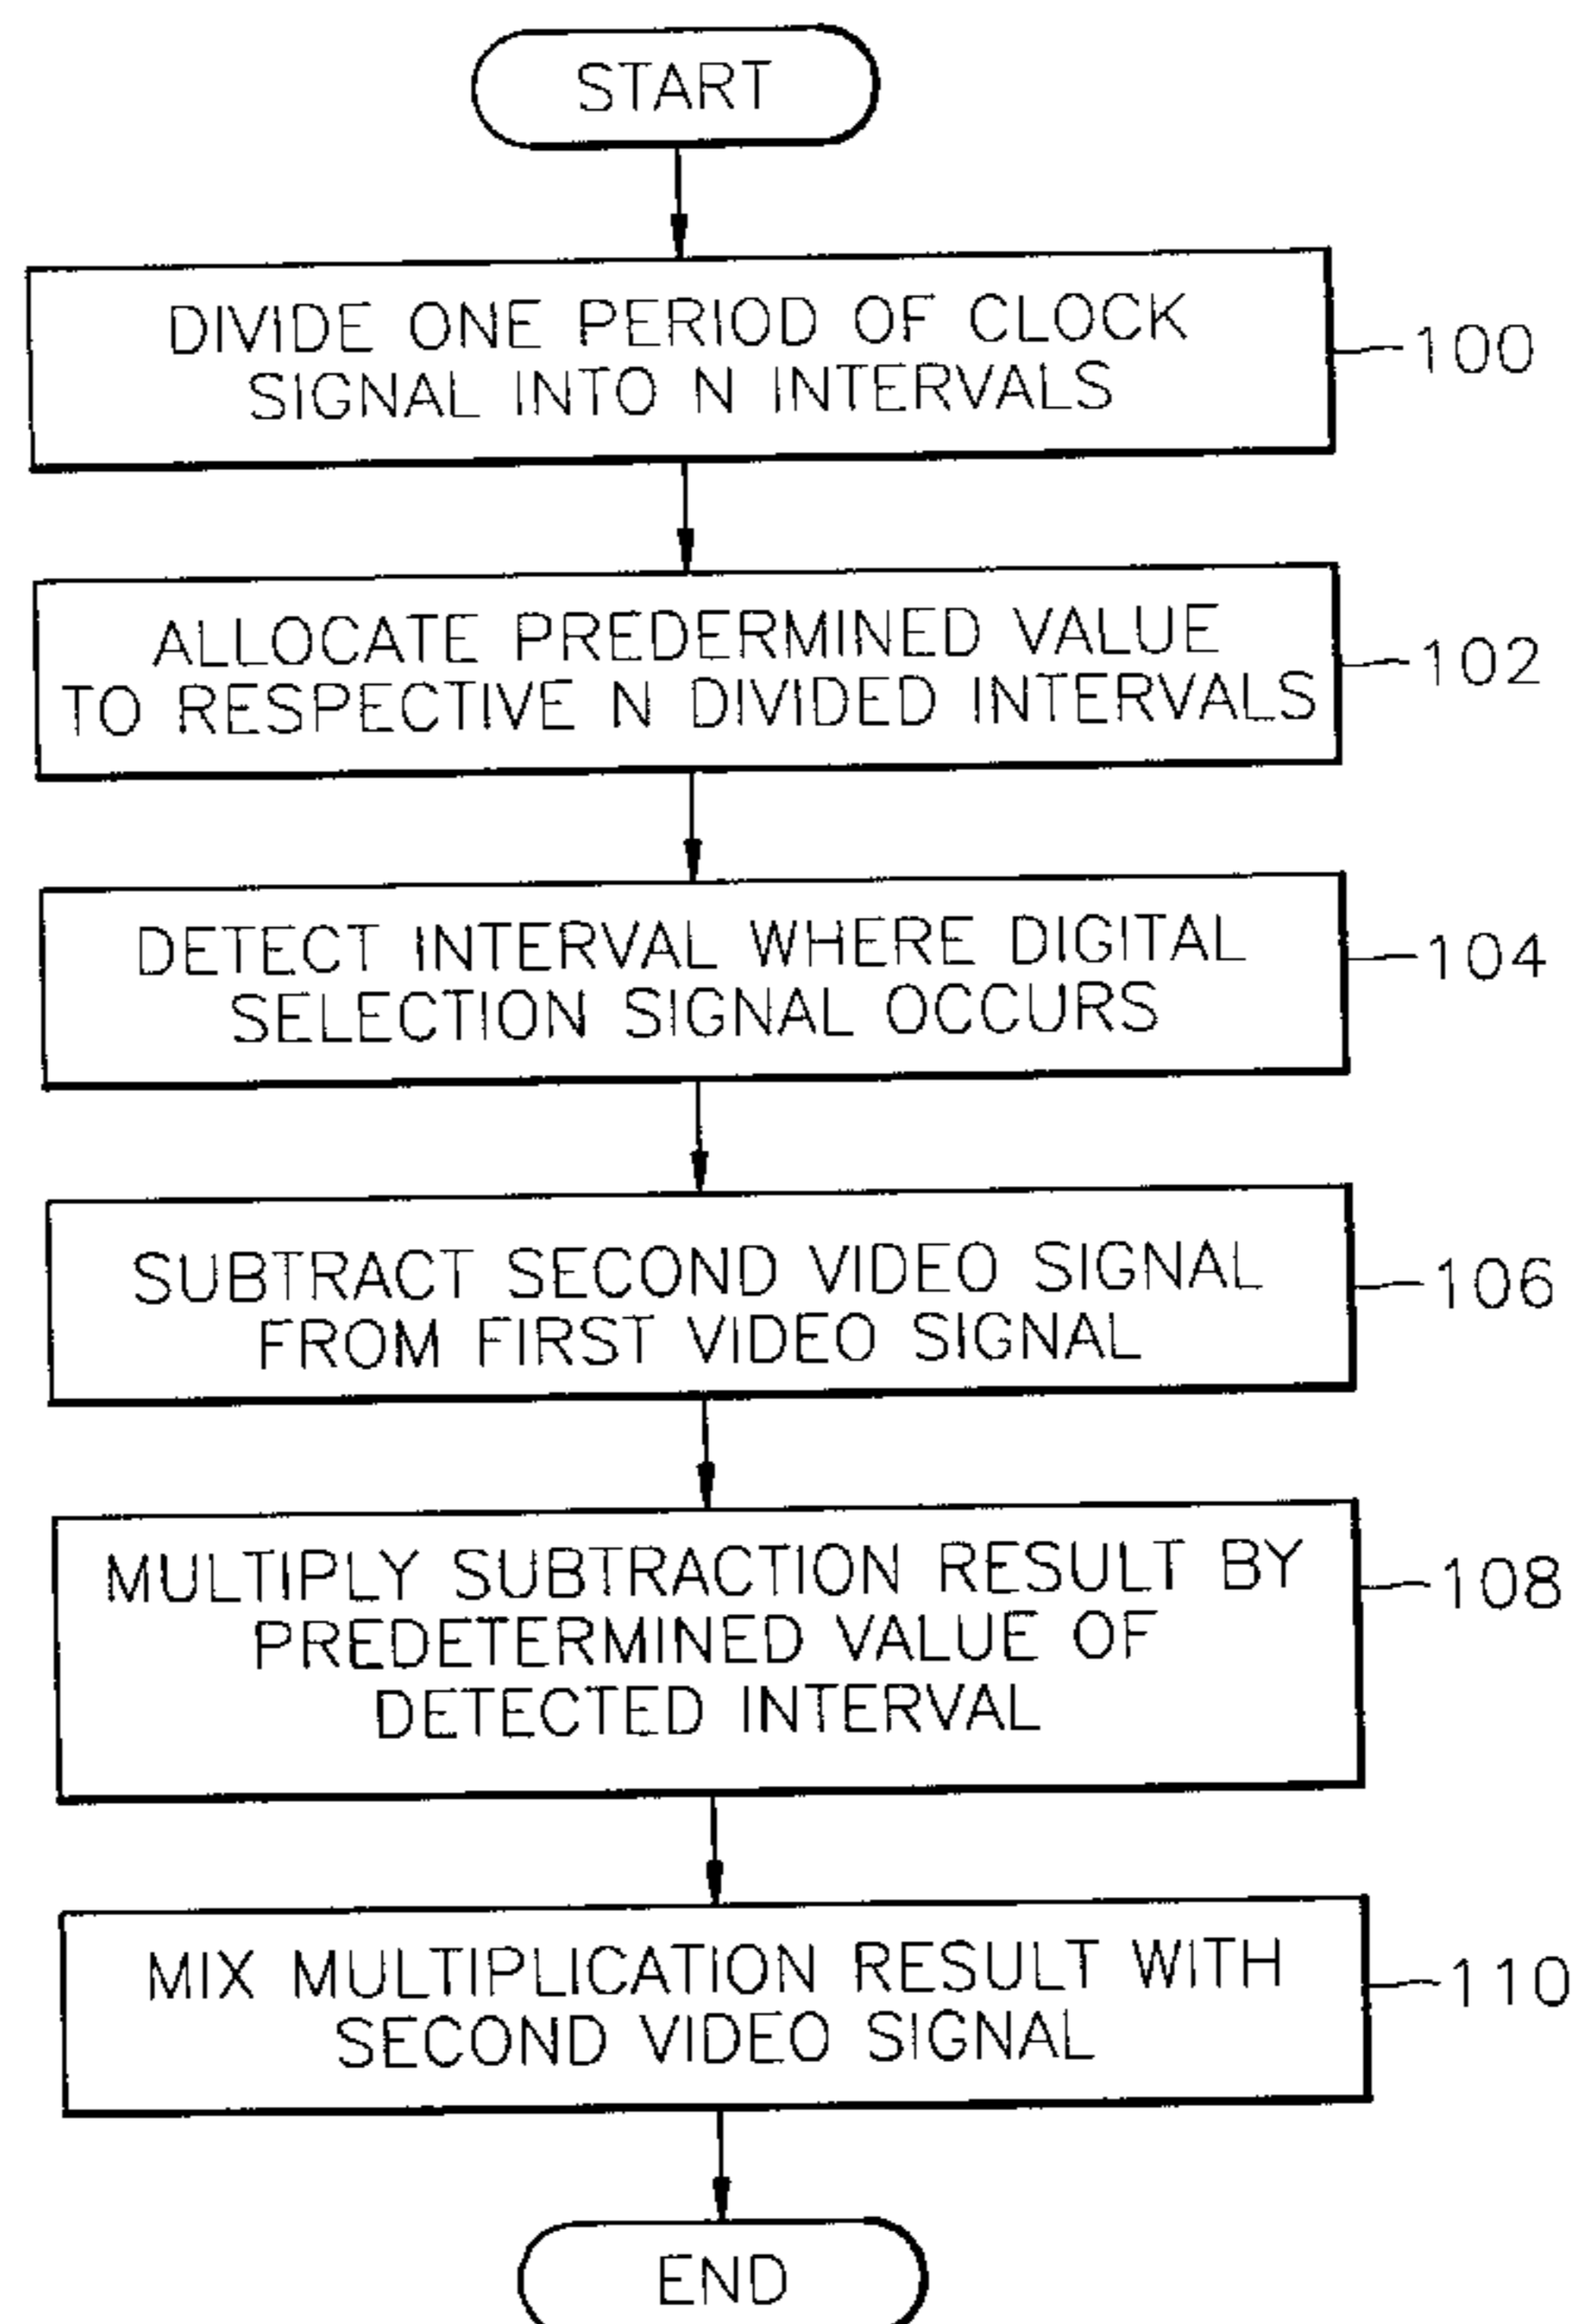 START
DIVIDE ONE PERIOD OF CLOCK
SIGNAL INTO N INTERVALS
100
ALLOCATE PREDERMINED VALUE
TO RESPECTIVE N DIVIDED INTERVALS
102
DETECT INTERVAL WHERE DIGITAL
SELECTION SIGNAL OCCURS
104
SUBTRACT SECOND VIDEO SIGNAL
FROM FIRST VIDEO SIGNAL
106
MULTIPLY SUBTRACTION RESULT BY
PREDETERMINED VALUE OF
DETECTED INTERVAL
108
MIX MULTIPLICATION RESULT WITH
SECOND VIDEO SIGNAL
110
END